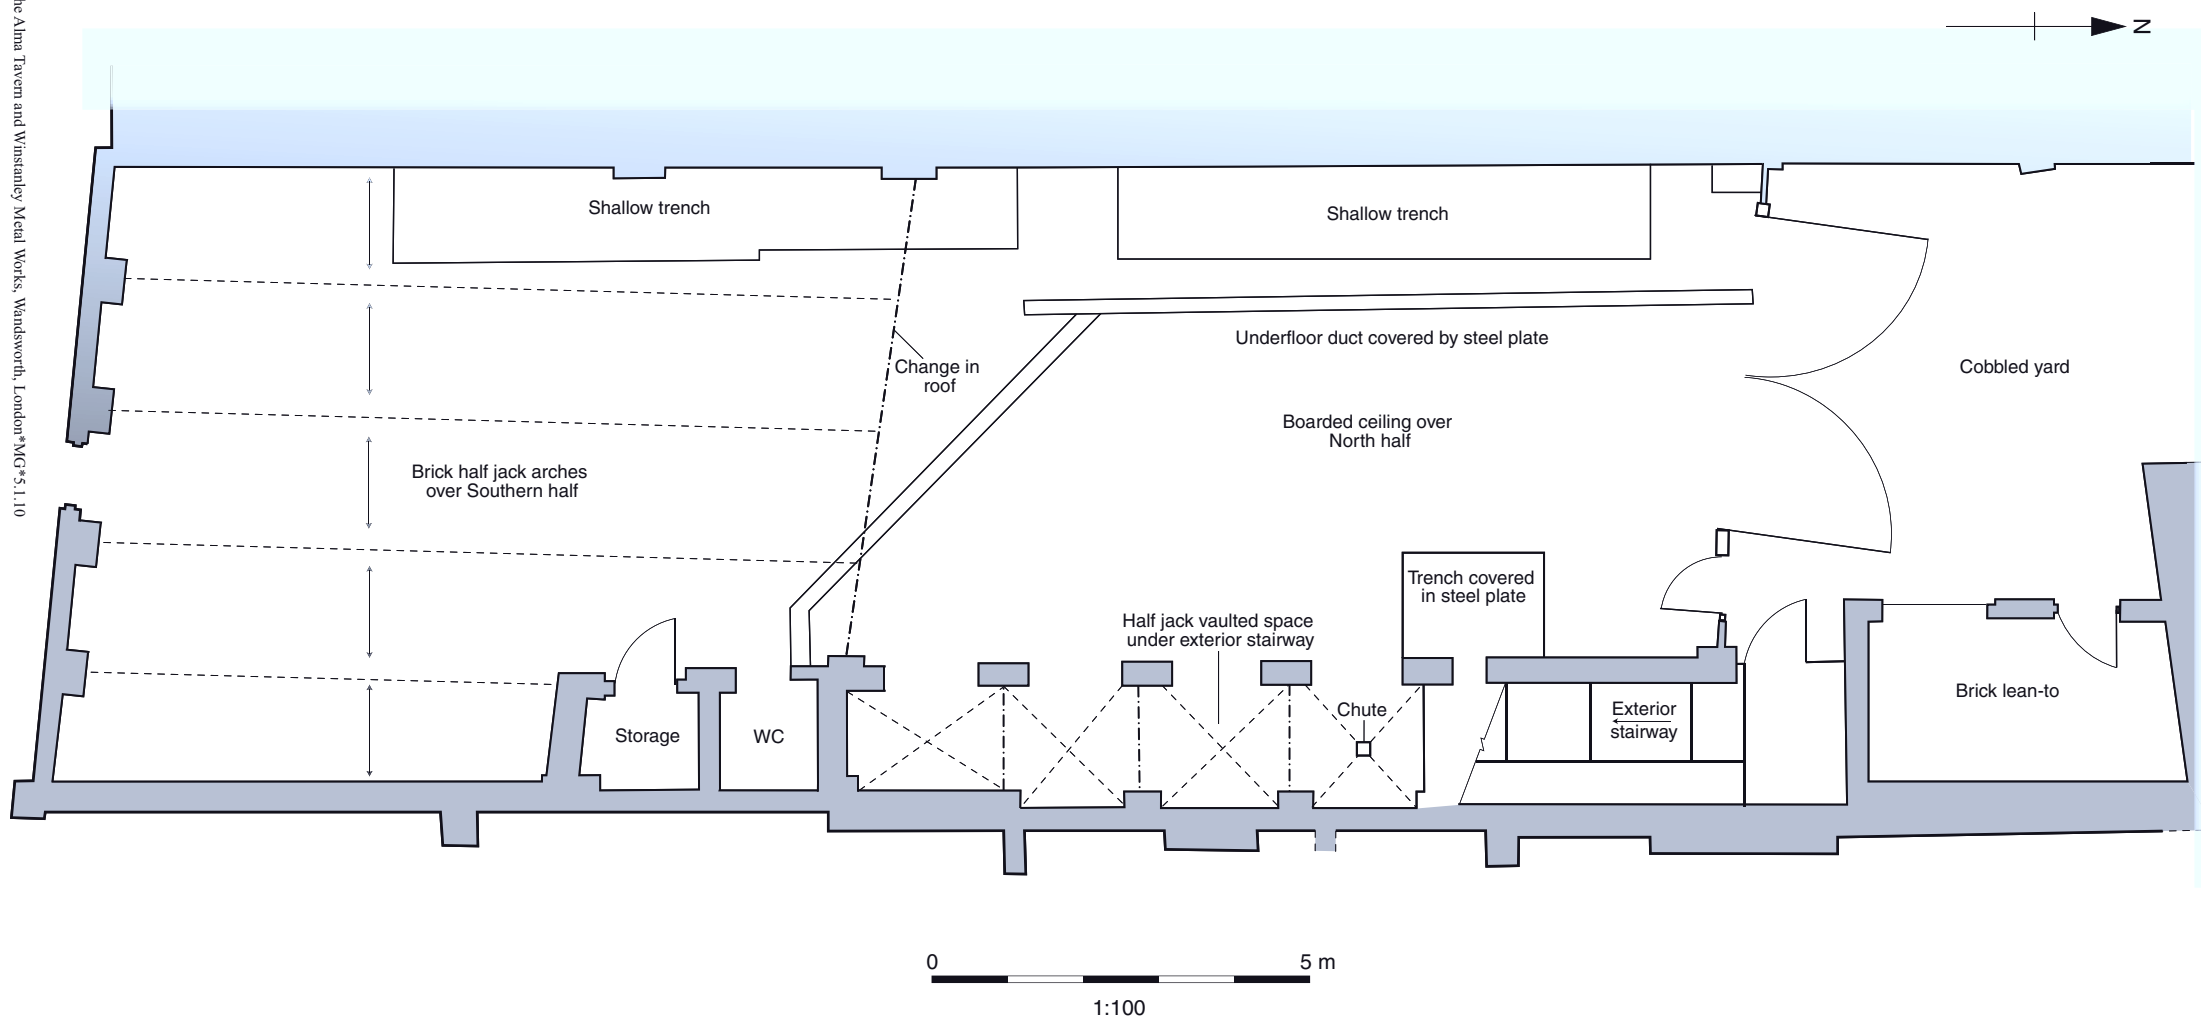 N
he Alma Tavern and Winstanley Metal Works, Wandsworth, London*MG*5.1.10
Shallow trench
Shallow trench
Underfloor duct covered by steel plate
Change in
roof
Cobbled yard
Boarded ceiling over
North half
Brick half jack arches
over Southern half
Trench covered
in steel plate
Half jack vaulted space
under exterior stairway
Brick lean-to
Chute
Exterior
stairway
Storage
WC
0
5 m
1:100